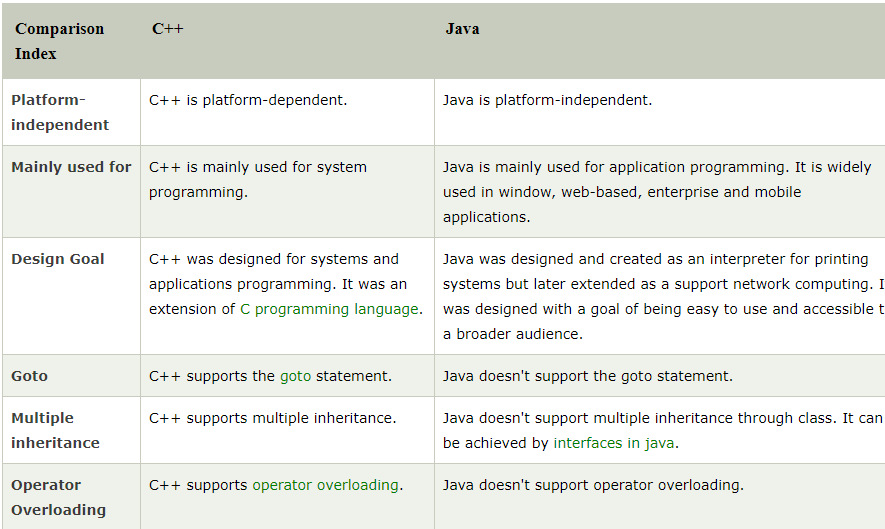 Comparison Index
C++
Java
Platform-independent
C++ is platform-dependent.
Java is platform-independent.
Mainly used for
C++ is mainly used for system
programming.
Java is mainly used for application programming. It is widely
used in window, web-based, enterprise and mobile
applications.
Design Goal
C++ was designed for systems and
applications programming. It was an
extension of C programming language.
Java was designed and created as an interpreter for printing
systems but later extended as a support network computing. I
was designed with a goal of being easy to use and accessible t
a broader audience.
Goto
C++ supports the goto statement.
Java doesn't support the goto statement.
Multiple
inheritance
C++ supports multiple inheritance.
Java doesn't support multiple inheritance through class. It can
be achieved by interfaces in java.
Operator
Overloading
C++ supports operator overloading.
Java doesn't support operator overloading.